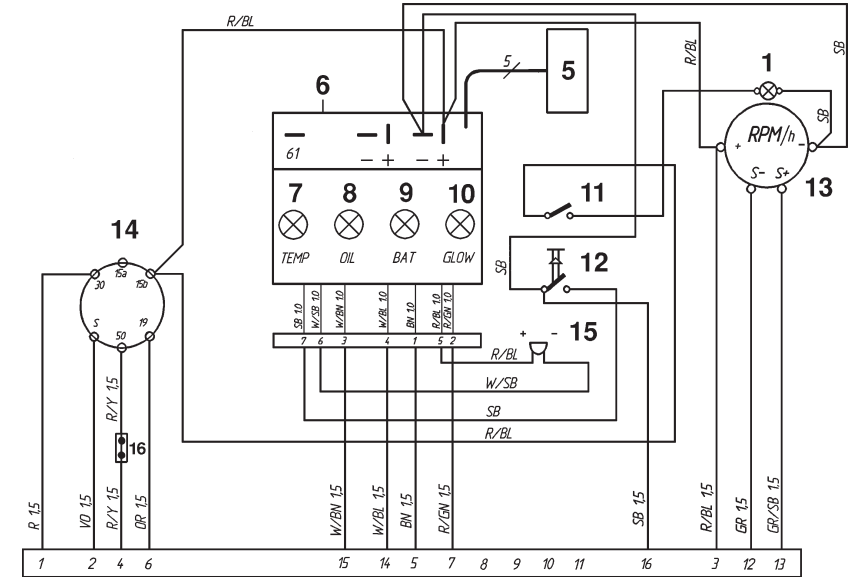 R/BL
5
5
6
61
− + − +
7 8 9 10
TEMP OIL BAT GLOW
R/BL
SB
1
SB
RPM/h
+ −
S− S+
13
11
12
SB
14
30 15a 15b
S 50 19
SB 1.0
W/SB 1.0
W/BN 1.0
W/BL 1.0
BN 1.0
R/BL 1.0
R/GN 1.0
7 6 3 4 1 5 2
+ −
15
R/BL
W/SB
SB
R/BL
R/Y 1,5
16
R 1,5
VO 1,5
R/Y 1,5
OR 1,5
W/BN 1,5
W/BL 1,5
BN 1,5
R/GN 1,5
SB 1.5
R/BL 1,5
GR 1,5
GR/SB 1,5
1 2 4 6 15 14 5 7 8 9 10 11 16 3 12 13